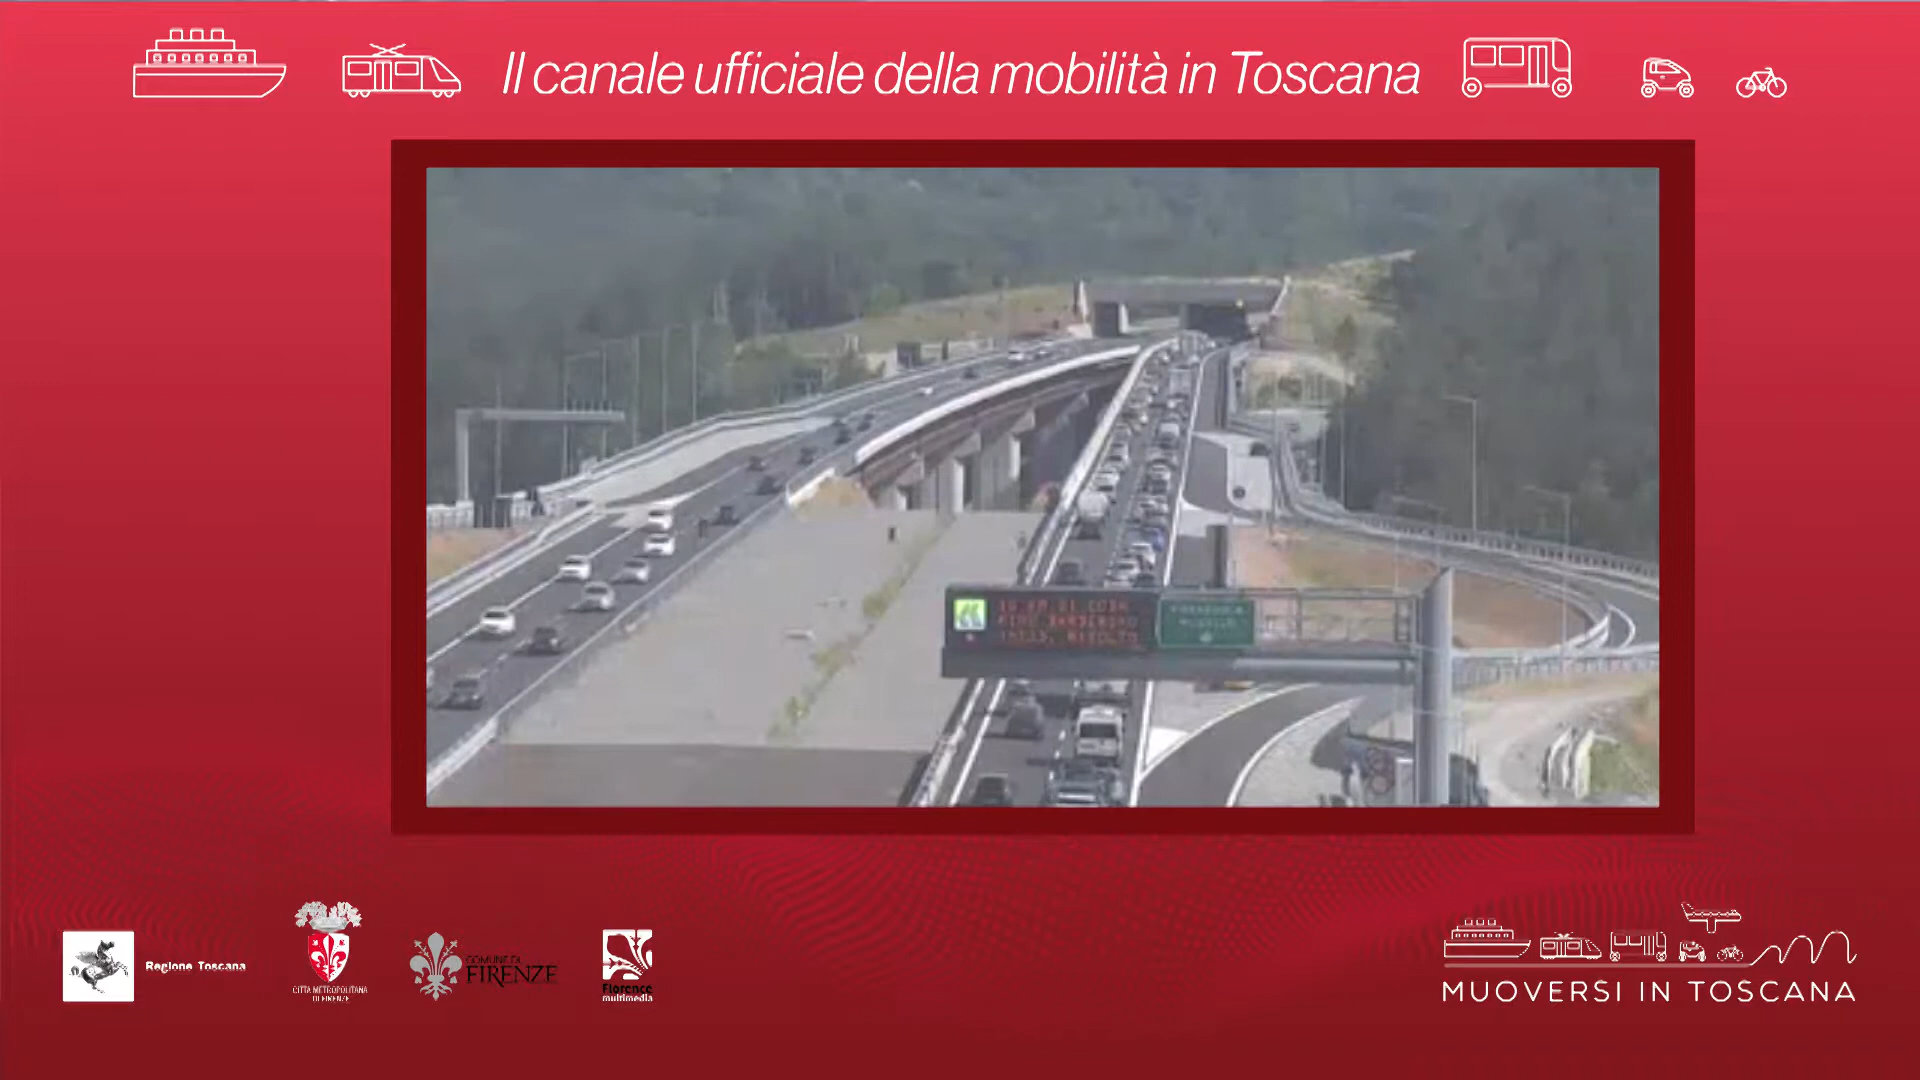 Il canale ufficiale della mobilità in Toscana
Regione Toscana
CITTÀ METROPOLITANA
DI FIRENZE
COMUNE DI
FIRENZE
Florence
multimedia
MUOVERSI IN TOSCANA